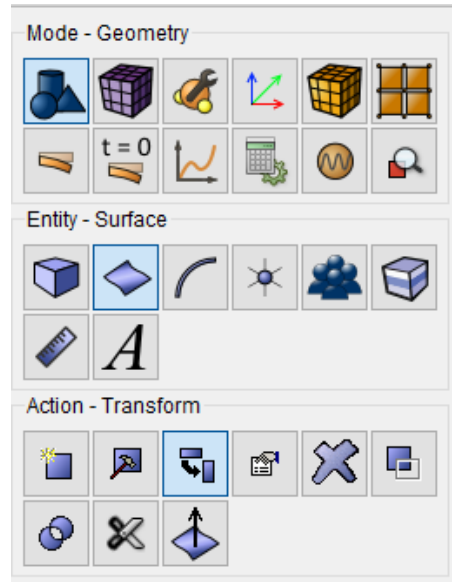 Mode - Geometry
t = 0
Entity - Surface
A
Action - Transform